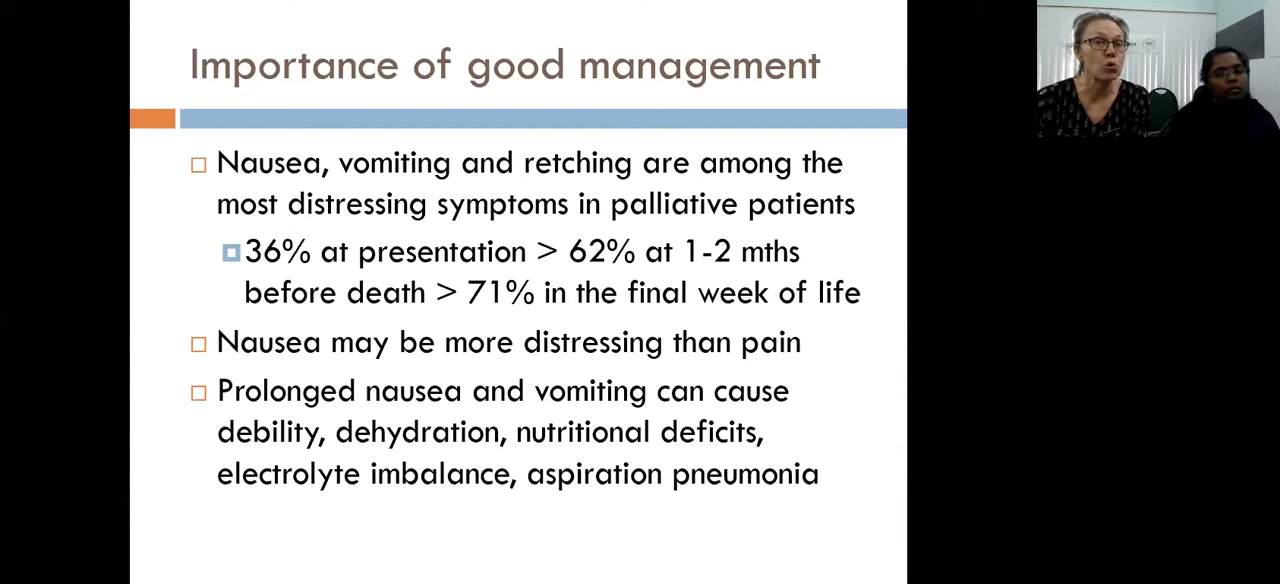 Importance of good management
Nausea, vomiting and retching are among the
most distressing symptoms in palliative patients
36% at presentation > 62% at 1-2 mths
before death > 71% in the final week of life
Nausea may be more distressing than pain
Prolonged nausea and vomiting can cause
debility, dehydration, nutritional deficits,
electrolyte imbalance, aspiration pneumonia